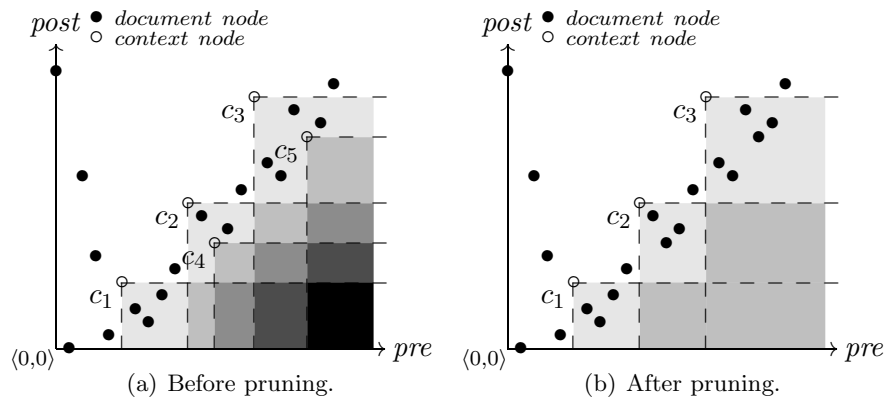 post
document node
context node
c3
c5
c2
c4
c1
⟨0,0⟩
pre
(a) Before pruning.
post
document node
context node
c3
c2
c1
⟨0,0⟩
pre
(b) After pruning.